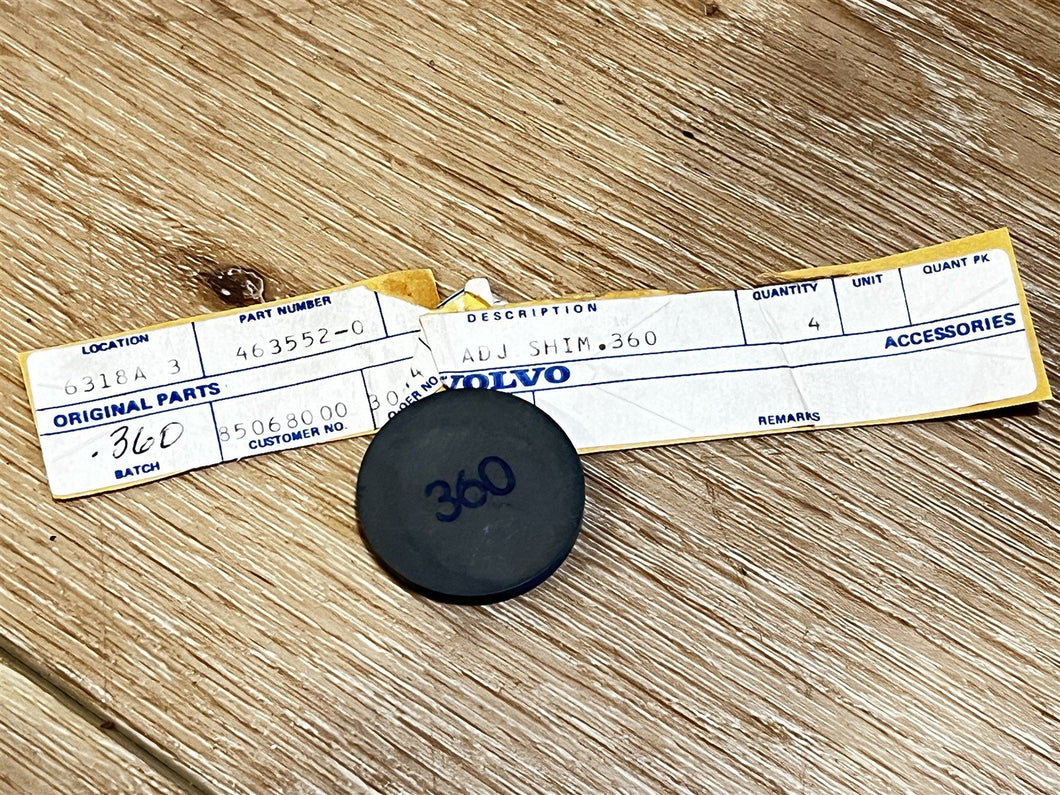 LOCATION
PART NUMBER
6318A 3
463552-0
ORIGINAL PARTS
.360
85068000
BATCH
CUSTOMER NO.
DESCRIPTION
QUANTITY
UNIT
QUANT PK
ADJ SHIM.360
4
VOLVO
ACCESSORIES
REMARKS
360